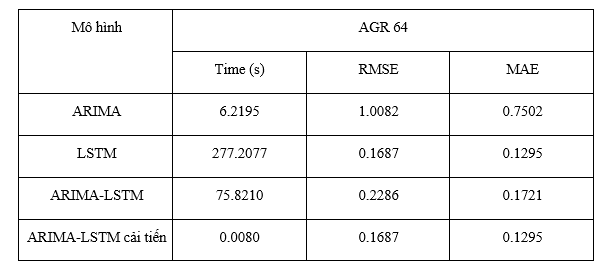 Mô hình AGR 64
Time (s) RMSE MAE
ARIMA 6.2195 1.0082 0.7502
LSTM 277.2077 0.1687 0.1295
ARIMA-LSTM 75.8210 0.2286 0.1721
ARIMA-LSTM cải tiến 0.0080 0.1687 0.1295